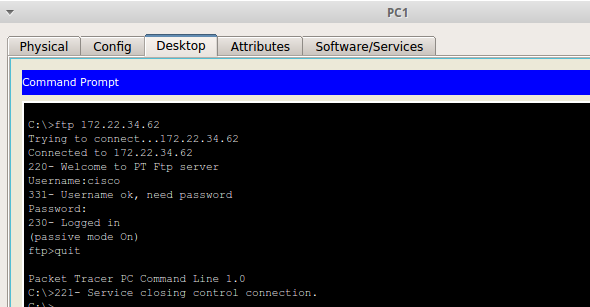 PC1
Physical Config Desktop Attributes Software/Services
Command Prompt
C:\>ftp 172.22.34.62
Trying to connect...172.22.34.62
Connected to 172.22.34.62
220- Welcome to PT Ftp server
Username:cisco
331- Username ok, need password
Password:
230- Logged in
(passive mode On)
ftp>quit
Packet Tracer PC Command Line 1.0
C:\>221- Service closing control connection.
C:\>